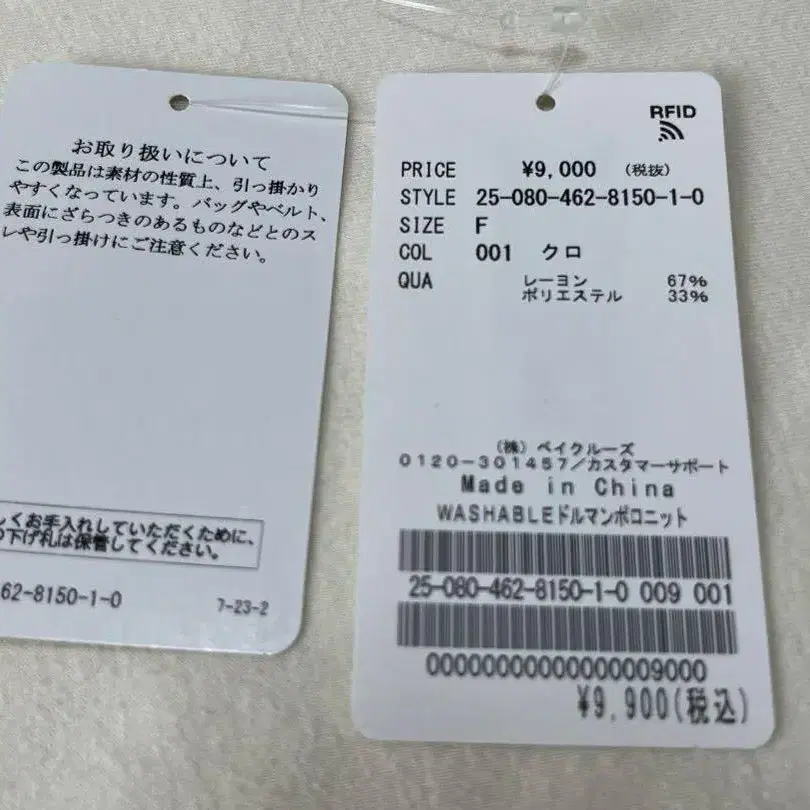 お取り扱いについて
この製品は素材の性質上、引っ掛かり
やすくなっています。バッグやベルト、
表面にざらつきのあるものなどとのス
レや引っ掛けにご注意ください。
しくお手入れしていただくために、
下げ札は保管してください。
62-8150-1-0
7-23-2
RFID
PRICE ¥9,000 (税抜)
STYLE 25-080-462-8150-1-0
SIZE F
COL 001 クロ
QUA レーヨン 67%
ポリエステル 33%
(株) ベイクルーズ
0120-301457/カスタマーサポート
Made in China
WASHABLEドルマンポロニット
25-080-462-8150-1-0 009 001
00000000000000009000
¥9,900(税込)